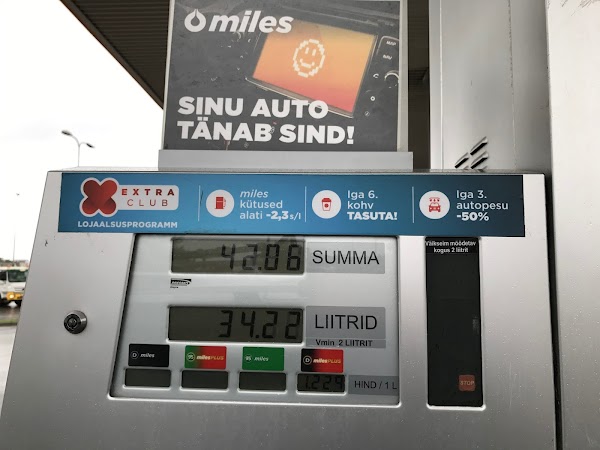 miles
SINU AUTO
TÄNAB SIND!
EXTRA
CLUB
LOJAALSUSPROGRAMM
miles
kütused
alati -2,3 s/l
Iga 6.
kohv
TASUTA!
Iga 3.
autopesu
-50%
Väikseim mõõdetav
kogus 2 liitrit
42.06 SUMMA
34.22 LIITRID
Vmin 2 LIITRIT
D miles
95 milesPLUS
95 miles
D milesPLUS
1.229 HIND / 1 L
STOP